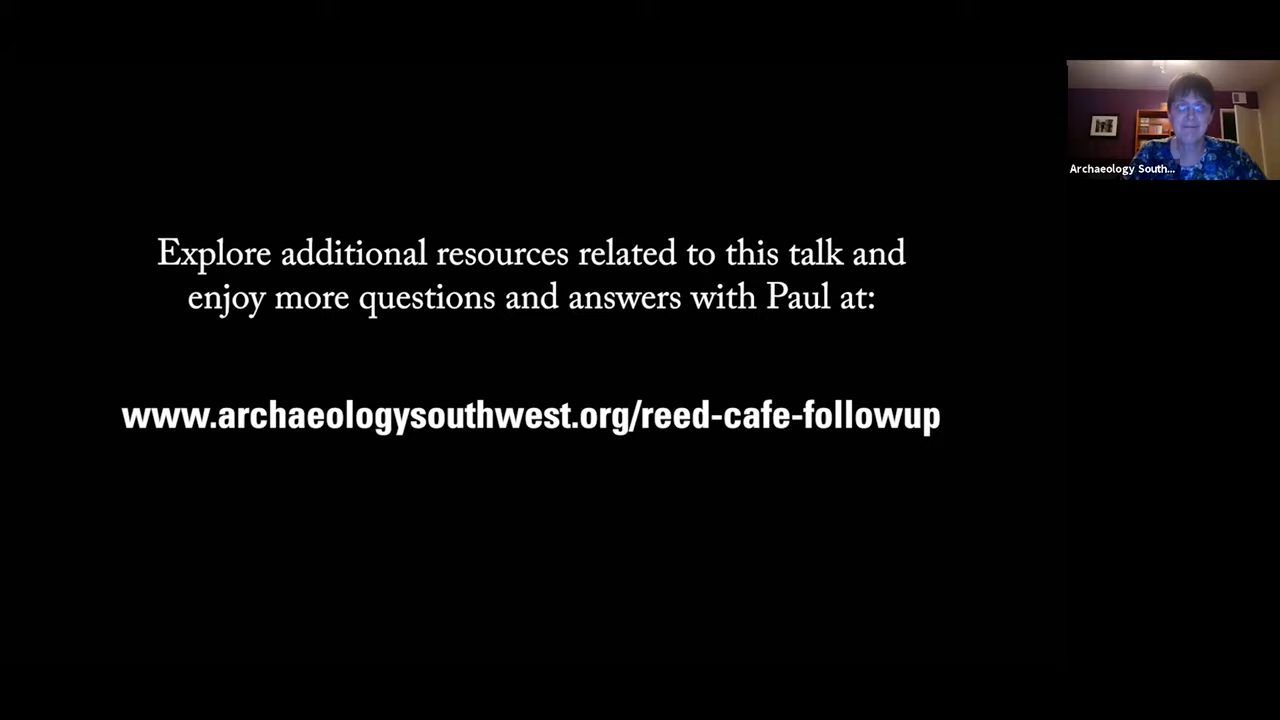 Archaeology South...
Explore additional resources related to this talk and
enjoy more questions and answers with Paul at:
www.archaeologysouthwest.org/reed-cafe-followup